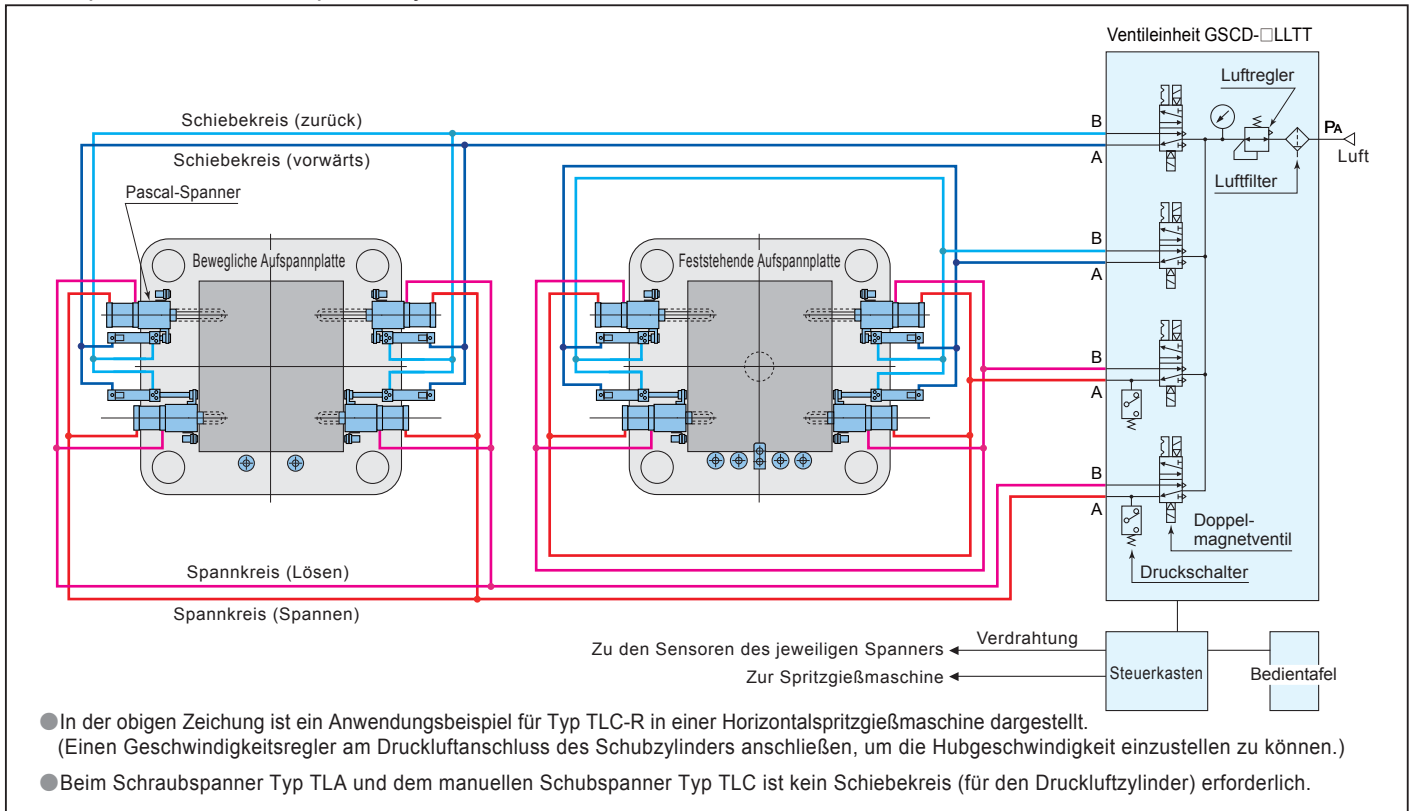 Ventileinheit GSCD-□LLTT
Luftregler
Schiebekreis (zurück)
B
PA
Schiebekreis (vorwärts)
A
Luft
Pascal-Spanner
Luftfilter
Bewegliche Aufspannplatte
Feststehende Aufspannplatte
B
A
B
A
B
A
Doppel-
magnetventil
Spannkreis (Lösen)
Druckschalter
Spannkreis (Spannen)
Zu den Sensoren des jeweiligen Spanners
Verdrahtung
Zur Spritzgießmaschine
Steuerkasten
Bedientafel
●In der obigen Zeichung ist ein Anwendungsbeispiel für Typ TLC-R in einer Horizontalspritzgießmaschine dargestellt.
(Einen Geschwindigkeitsregler am Druckluftanschluss des Schubzylinders anschließen, um die Hubgeschwindigkeit einzustellen zu können.)
●Beim Schraubspanner Typ TLA und dem manuellen Schubspanner Typ TLC ist kein Schiebekreis (für den Druckluftzylinder) erforderlich.